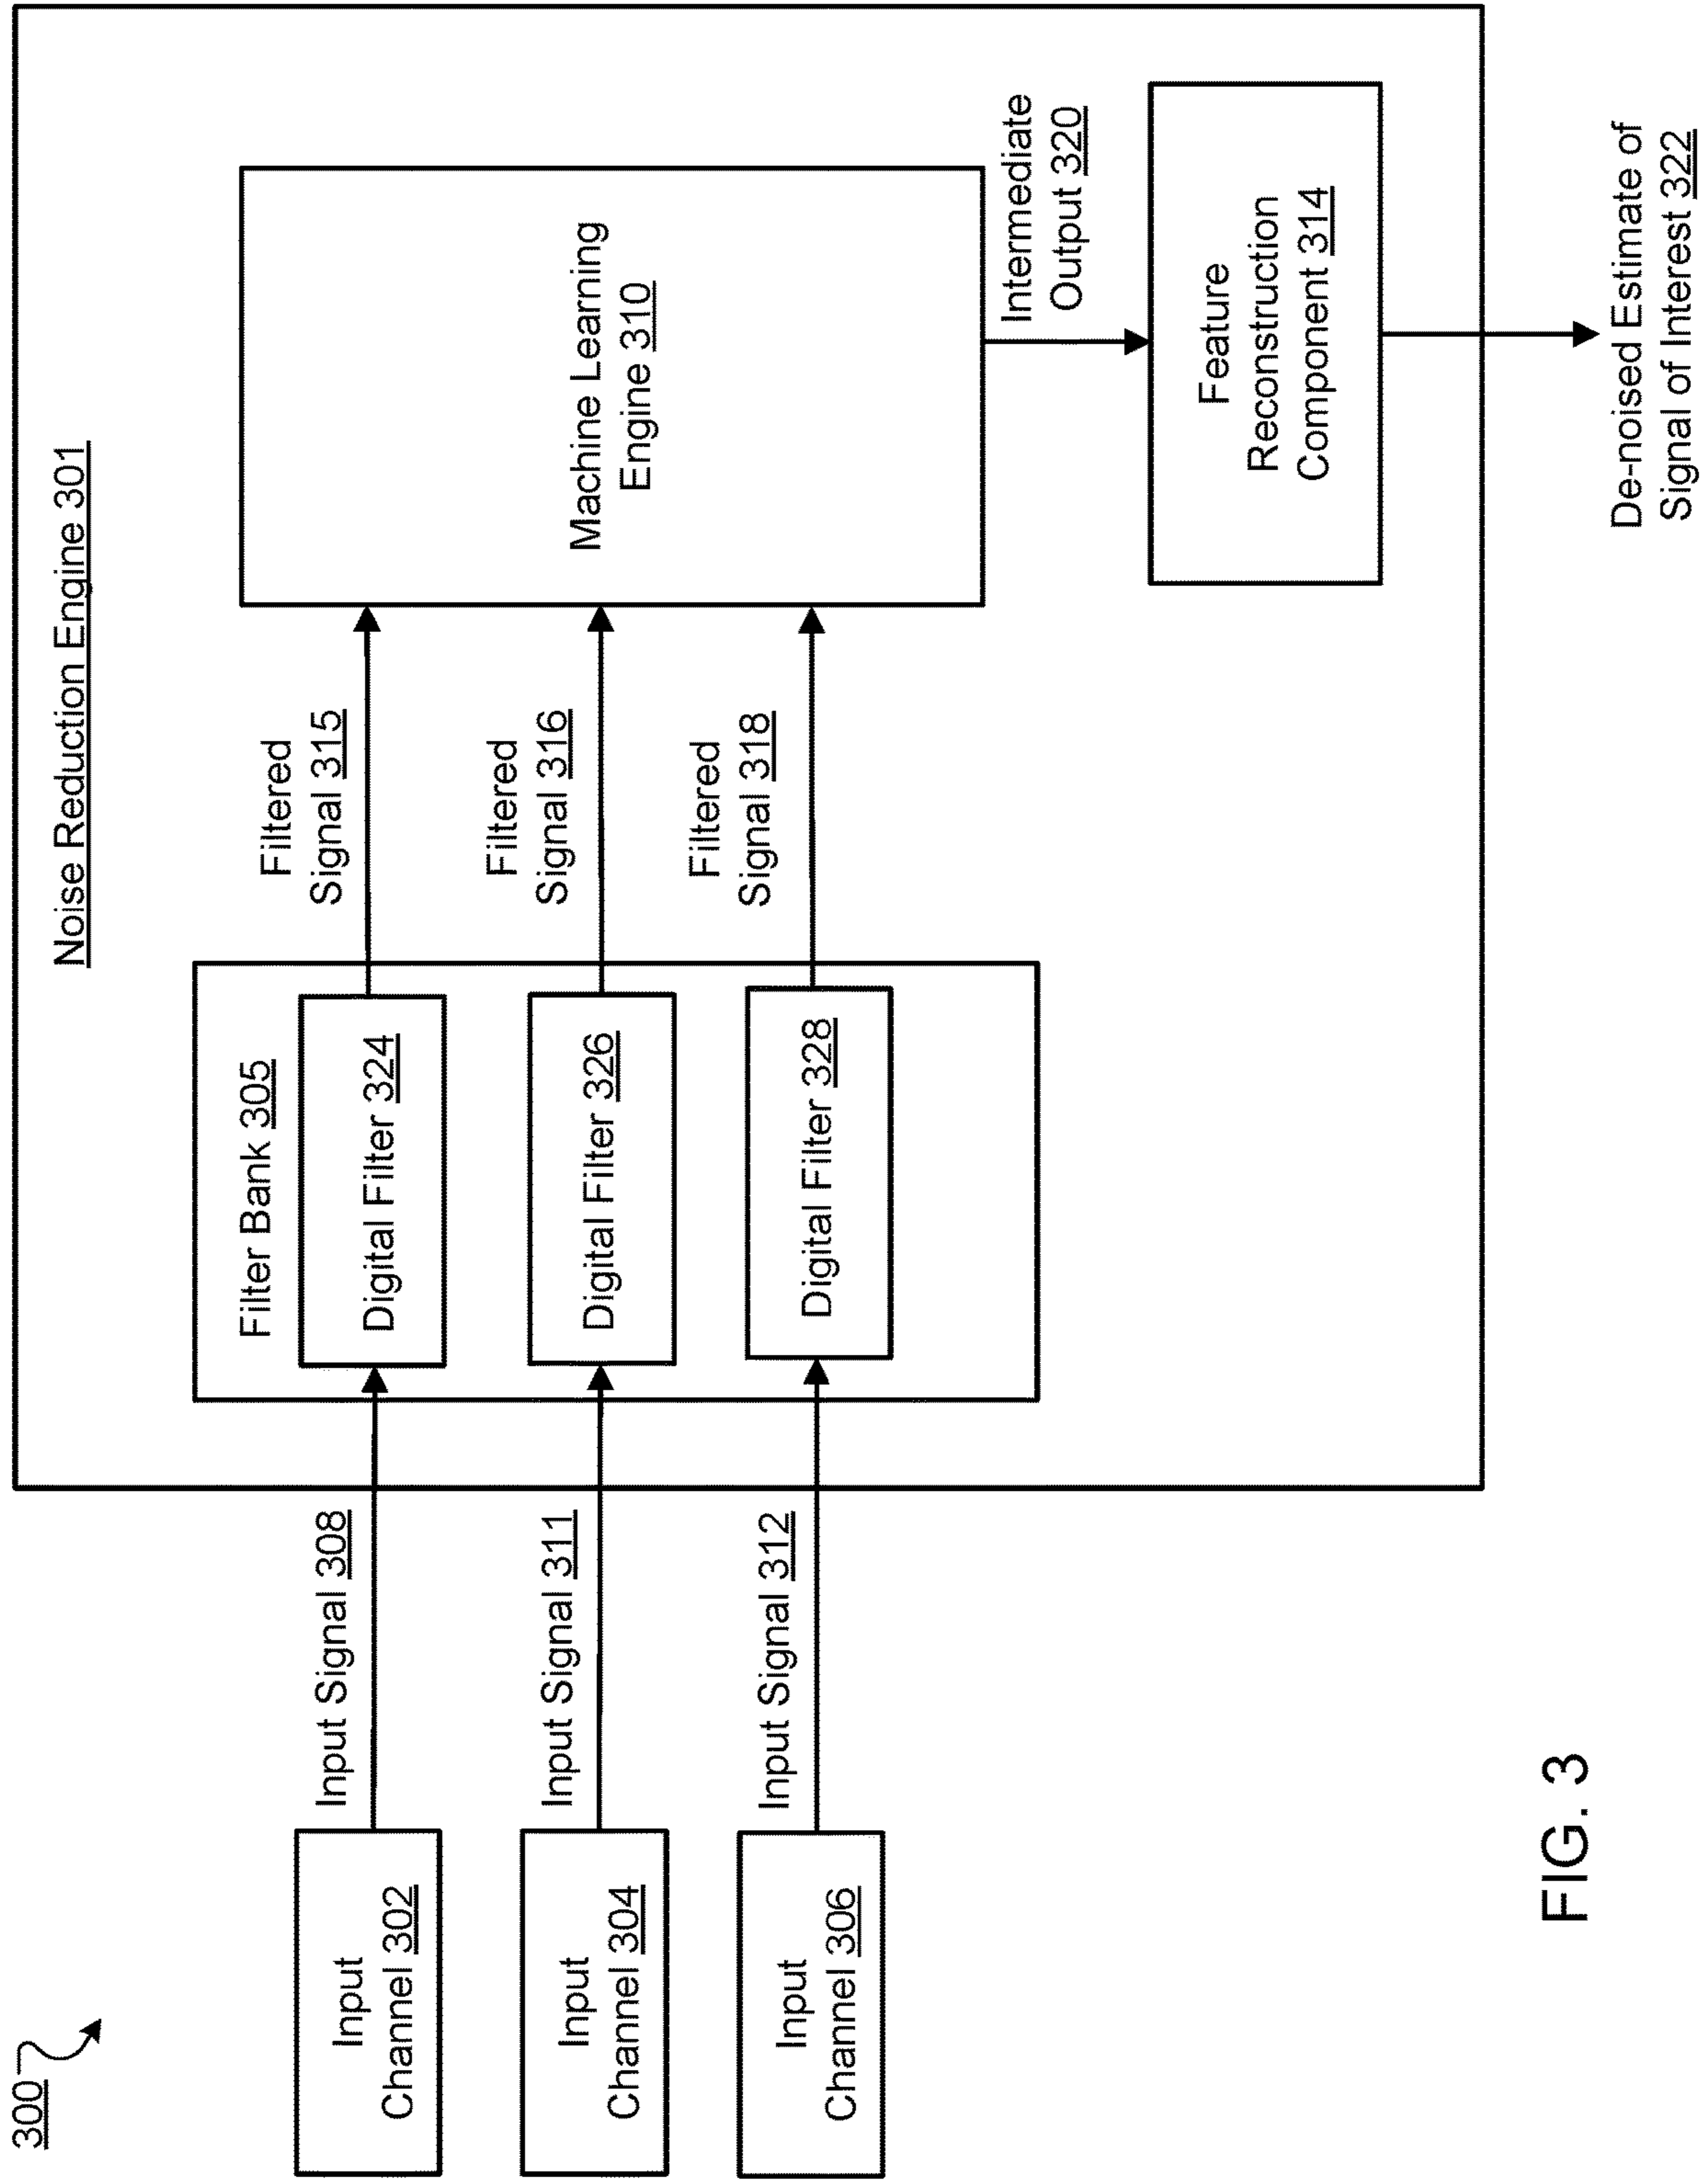 300
Noise Reduction Engine 301
Input
Channel 302
Input Signal 308
Filter Bank 305
Digital Filter 324
Filtered
Signal 315
Input
Channel 304
Input Signal 311
Digital Filter 326
Filtered
Signal 316
Input
Channel 306
Input Signal 312
Digital Filter 328
Filtered
Signal 318
Machine Learning
Engine 310
Intermediate
Output 320
Feature
Reconstruction
Component 314
De-noised Estimate of
Signal of Interest 322
FIG. 3